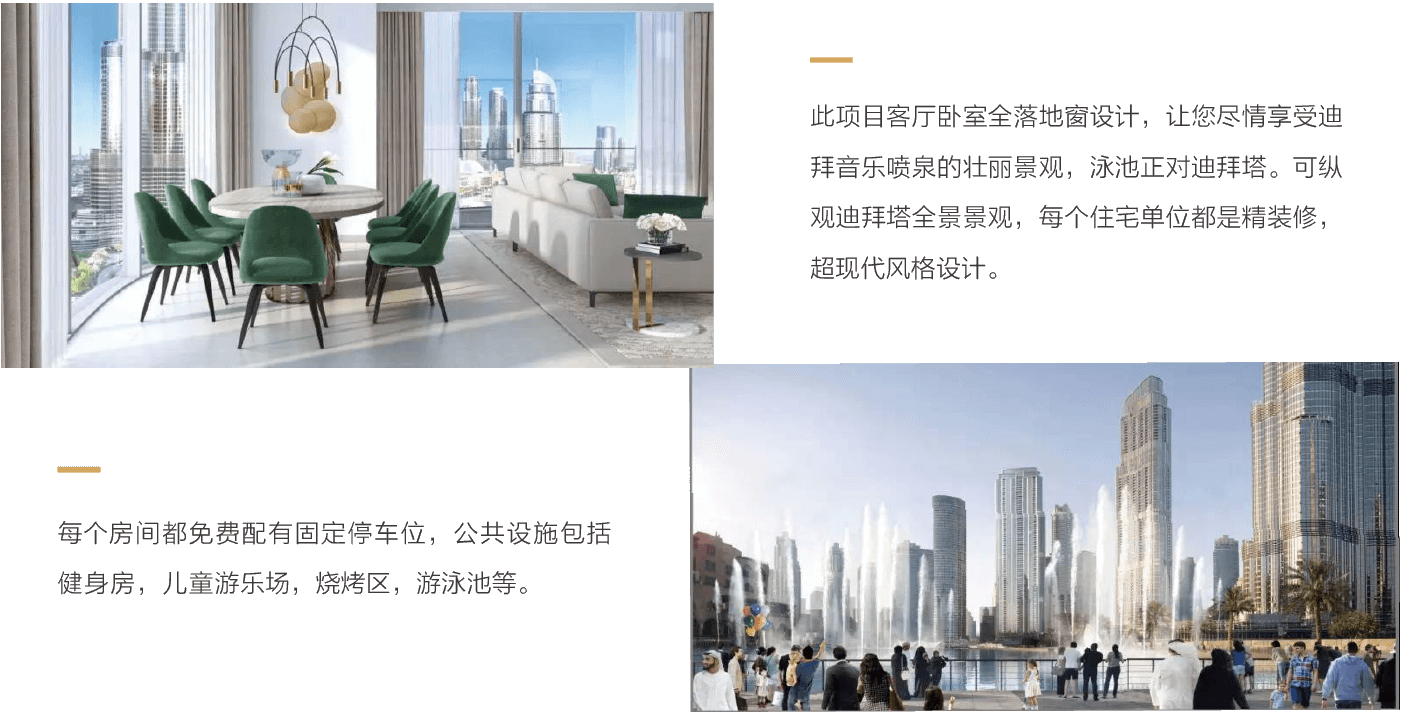 此项目客厅卧室全落地窗设计，让您尽情享受迪
拜音乐喷泉的壮丽景观，泳池正对迪拜塔。可纵
观迪拜塔全景景观，每个住宅单位都是精装修，
超现代风格设计。
每个房间都免费配有固定停车位，公共设施包括
健身房，儿童游乐场，烧烤区，游泳池等。